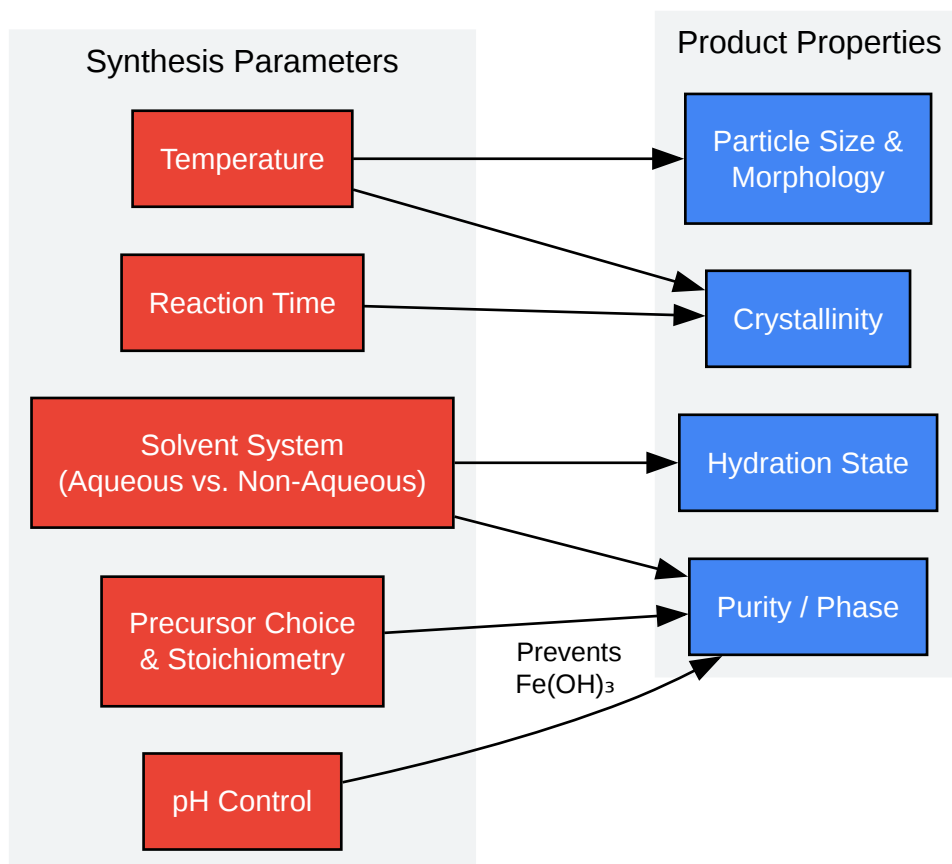 Synthesis Parameters
Temperature
Reaction Time
Solvent System
(Aqueous vs. Non-Aqueous)
Precursor Choice
& Stoichiometry
pH Control
Prevents
Fe(OH)₃
Product Properties
Particle Size &
Morphology
Crystallinity
Hydration State
Purity / Phase